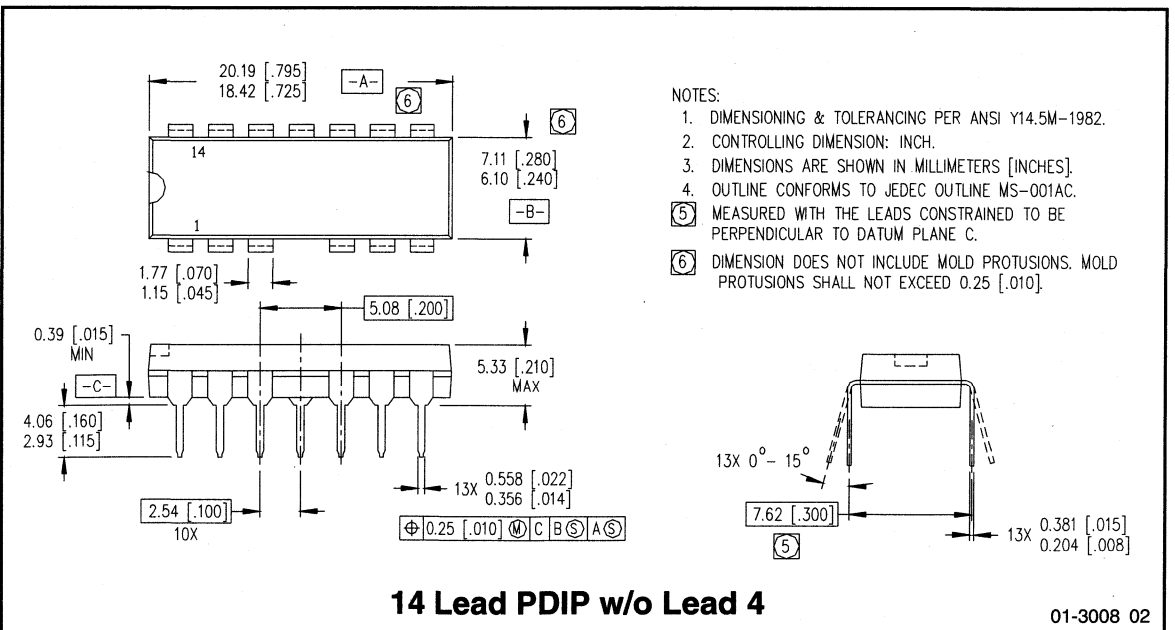 20.19 [.795]
18.42 [.725]
-A-
6
6
14
1
7.11 [.280]
6.10 [.240]
-B-
1.77 [.070]
1.15 [.045]
5.08 [.200]
0.39 [.015]
MIN
-C-
5.33 [.210]
MAX
4.06 [.160]
2.93 [.115]
13X 0.558 [.022]
0.356 [.014]
2.54 [.100]
10X
⌖ 0.25 [.010] Ⓜ C B Ⓢ A Ⓢ
NOTES:
1. DIMENSIONING & TOLERANCING PER ANSI Y14.5M-1982.
2. CONTROLLING DIMENSION: INCH.
3. DIMENSIONS ARE SHOWN IN MILLIMETERS [INCHES].
4. OUTLINE CONFORMS TO JEDEC OUTLINE MS-001AC.
5 MEASURED WITH THE LEADS CONSTRAINED TO BE
PERPENDICULAR TO DATUM PLANE C.
6 DIMENSION DOES NOT INCLUDE MOLD PROTUSIONS. MOLD
PROTUSIONS SHALL NOT EXCEED 0.25 [.010].
13X 0°- 15°
7.62 [.300]
5
13X 0.381 [.015]
0.204 [.008]
14 Lead PDIP w/o Lead 4
01-3008 02